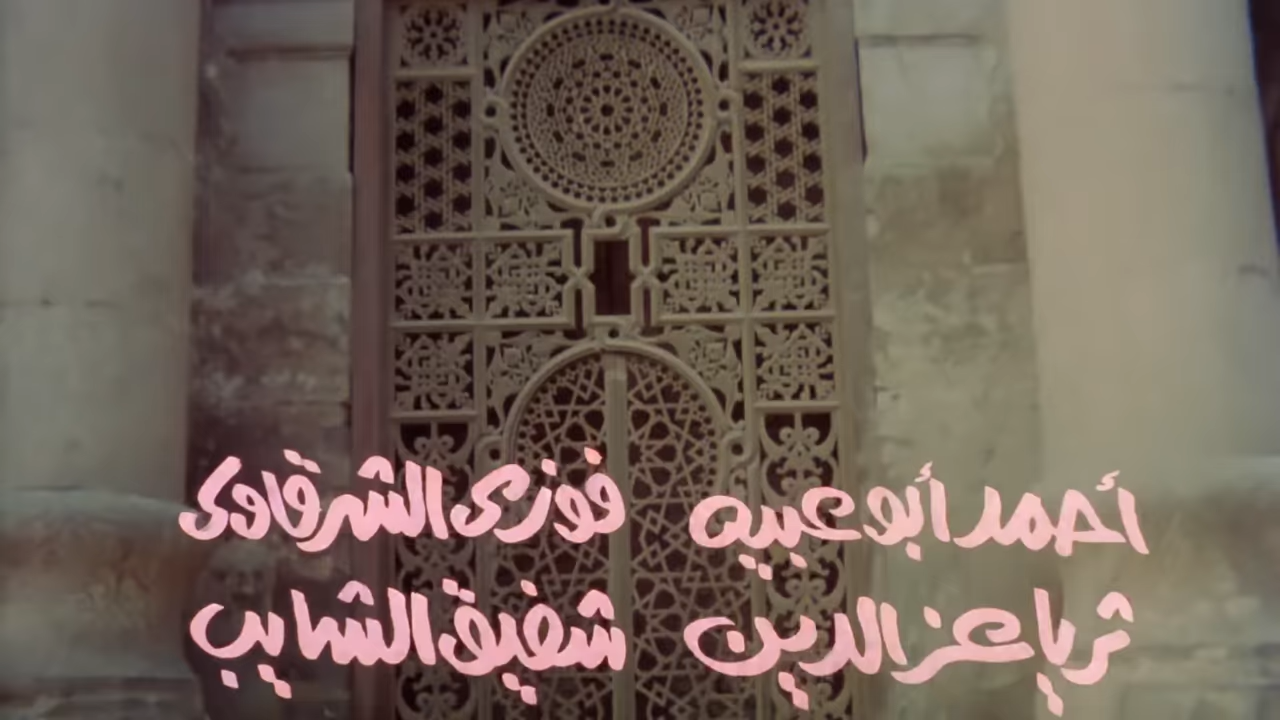 أحمد أبو عبيه فوزى الشرقاوى
ثريا عز الدين شفيق الشايب